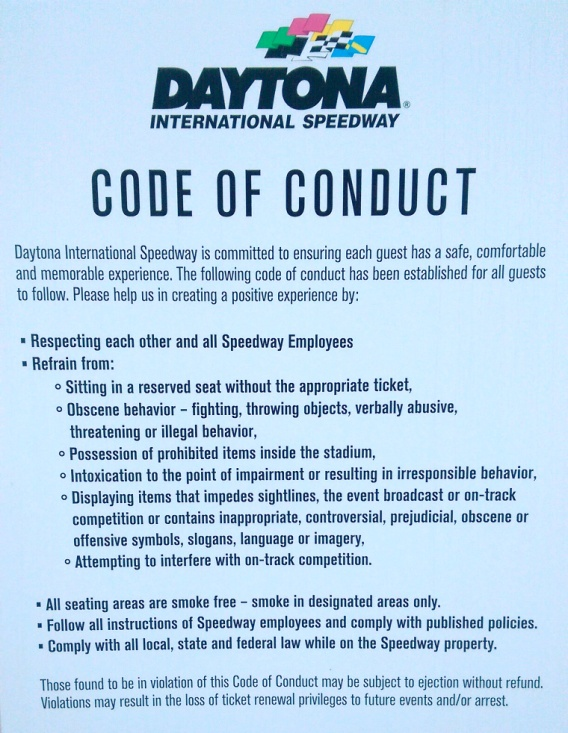 DAYTONA®
INTERNATIONAL SPEEDWAY
CODE OF CONDUCT
Daytona International Speedway is committed to ensuring each guest has a safe, comfortable
and memorable experience. The following code of conduct has been established for all guests
to follow. Please help us in creating a positive experience by:
▪ Respecting each other and all Speedway Employees
▪ Refrain from:
◦ Sitting in a reserved seat without the appropriate ticket,
◦ Obscene behavior – fighting, throwing objects, verbally abusive,
threatening or illegal behavior,
◦ Possession of prohibited items inside the stadium,
◦ Intoxication to the point of impairment or resulting in irresponsible behavior,
◦ Displaying items that impedes sightlines, the event broadcast or on-track
competition or contains inappropriate, controversial, prejudicial, obscene or
offensive symbols, slogans, language or imagery,
◦ Attempting to interfere with on-track competition.
▪ All seating areas are smoke free – smoke in designated areas only.
▪ Follow all instructions of Speedway employees and comply with published policies.
▪ Comply with all local, state and federal law while on the Speedway property.
Those found to be in violation of this Code of Conduct may be subject to ejection without refund.
Violations may result in the loss of ticket renewal privileges to future events and/or arrest.